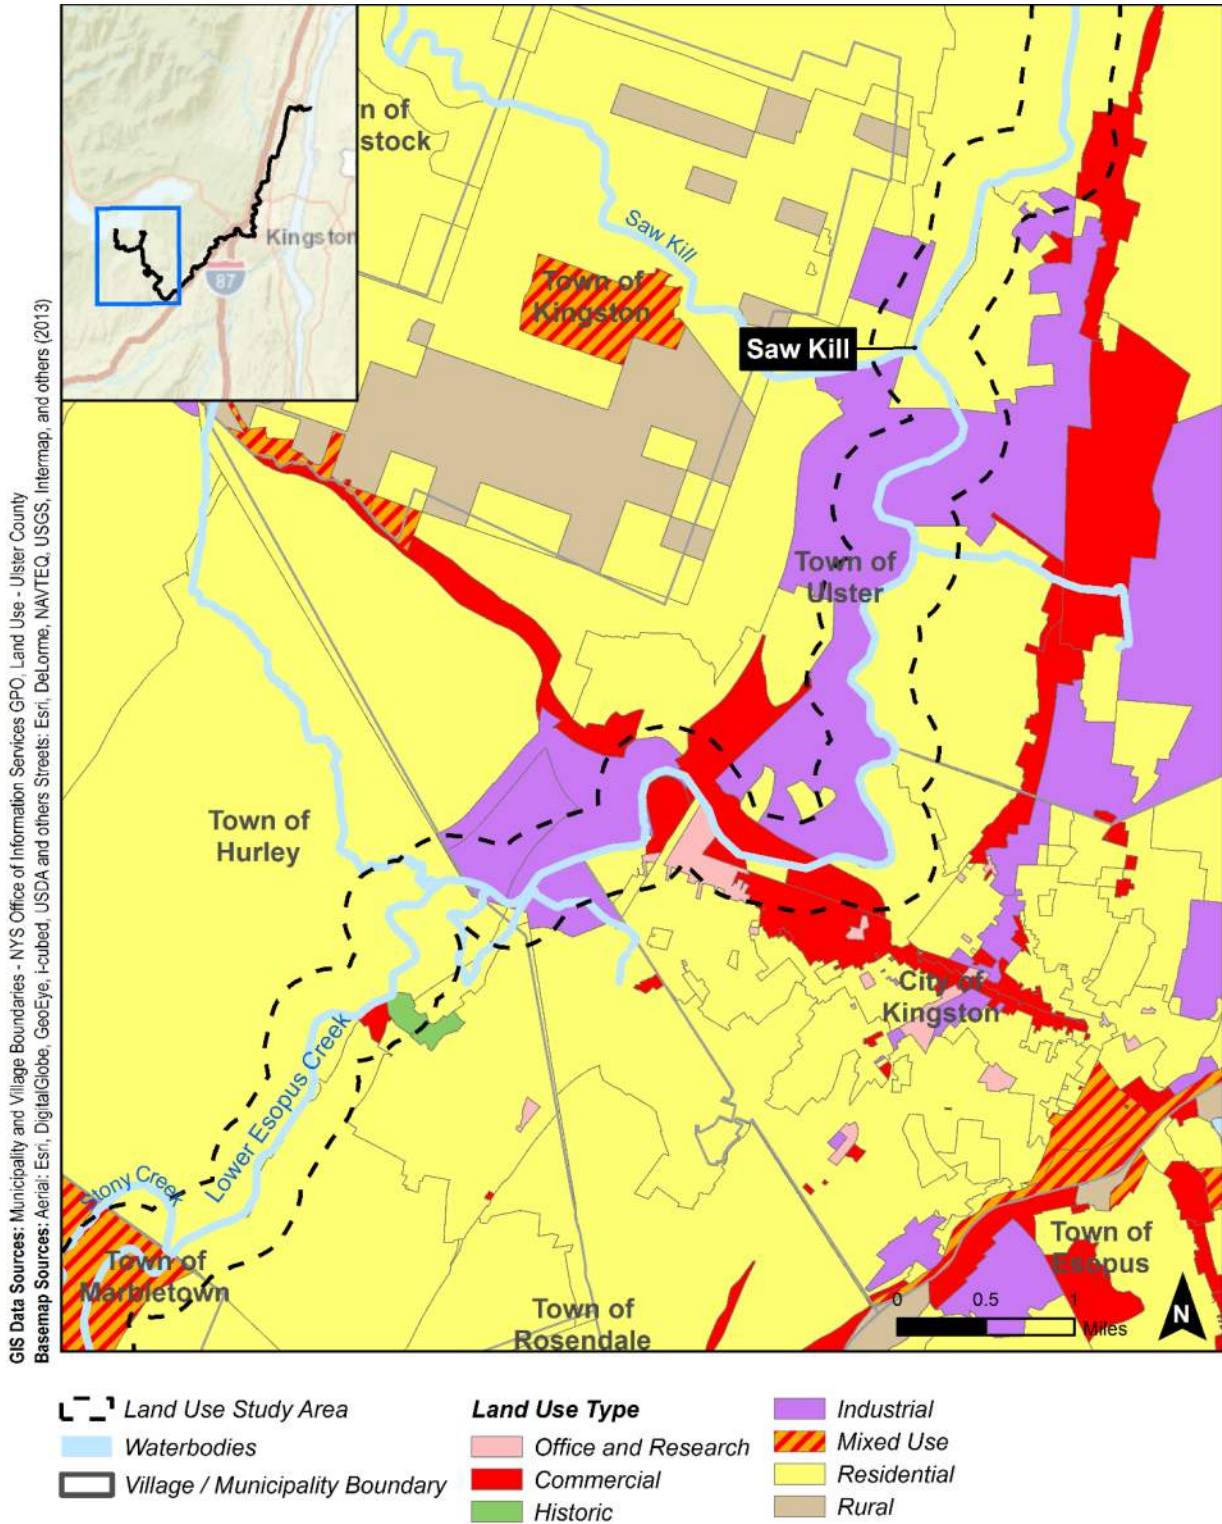 n of
stock
Kingston
87
Saw Kill
Town of
Kingston
Saw Kill
Town of
Ulster
Town of
Hurley
City of
Kingston
Lower Esopus Creek
Stony Creek
Town of
Marbletown
Town of
Rosendale
Town of
Esopus
0 0.5 1
Miles
N
GIS Data Sources: Municipality and Village Boundaries - NYS Office of Information Services GPO, Land Use - Ulster County
Basemap Sources: Aerial: Esri, DigitalGlobe, GeoEye, i-cubed, USDA and others Streets: Esri, DeLorme, NAVTEQ, USGS, Intermap, and others (2013)
Land Use Study Area
Waterbodies
Village / Municipality Boundary
Land Use Type
Office and Research
Commercial
Historic
Industrial
Mixed Use
Residential
Rural